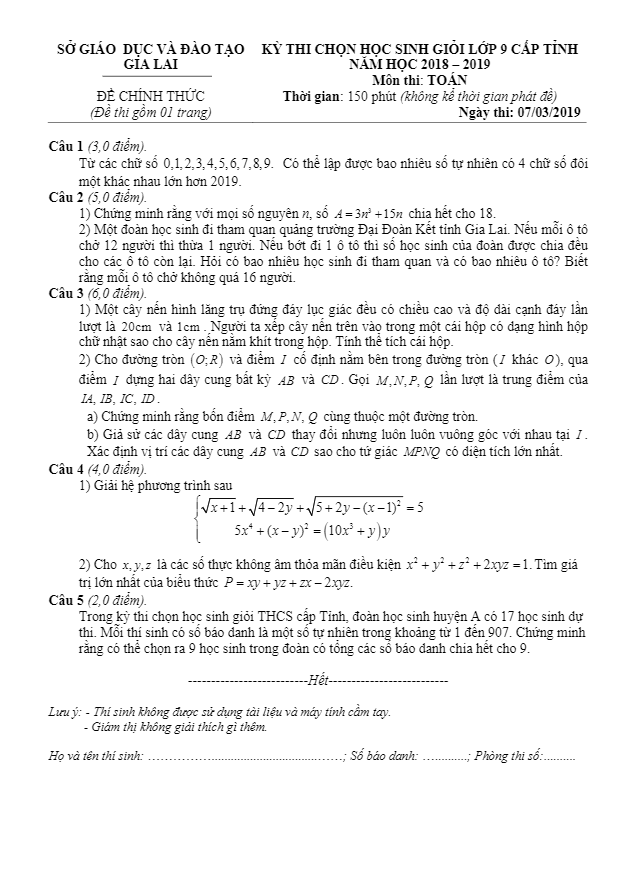 SỞ GIÁO DỤC VÀ ĐÀO TẠO
GIA LAI
ĐỀ CHÍNH THỨC
(Đề thi gồm 01 trang)
KỲ THI CHỌN HỌC SINH GIỎI LỚP 9 CẤP TỈNH
NĂM HỌC 2018 – 2019
Môn thi: TOÁN
Thời gian: 150 phút (không kể thời gian phát đề)
Ngày thi: 07/03/2019
Câu 1 (3,0 điểm).
Từ các chữ số 0,1,2,3,4,5,6,7,8,9. Có thể lập được bao nhiêu số tự nhiên có 4 chữ số đôi
một khác nhau lớn hơn 2019.
Câu 2 (5,0 điểm).
1) Chứng minh rằng với mọi số nguyên n, số A = 3n³ + 15n chia hết cho 18.
2) Một đoàn học sinh đi tham quan quảng trường Đại Đoàn Kết tỉnh Gia Lai. Nếu mỗi ô tô
chở 12 người thì thừa 1 người. Nếu bớt đi 1 ô tô thì số học sinh của đoàn được chia đều
cho các ô tô còn lại. Hỏi có bao nhiêu học sinh đi tham quan và có bao nhiêu ô tô? Biết
rằng mỗi ô tô chở không quá 16 người.
Câu 3 (6,0 điểm).
1) Một cây nến hình lăng trụ đứng đáy lục giác đều có chiều cao và độ dài cạnh đáy lần
lượt là 20cm và 1cm. Người ta xếp cây nến trên vào trong một cái hộp có dạng hình hộp
chữ nhật sao cho cây nến nằm khít trong hộp. Tính thể tích cái hộp.
2) Cho đường tròn (O;R) và điểm I cố định nằm bên trong đường tròn (I khác O), qua
điểm I dựng hai dây cung bất kỳ AB và CD. Gọi M, N, P, Q lần lượt là trung điểm của
IA, IB, IC, ID.
a) Chứng minh rằng bốn điểm M, P, N, Q cùng thuộc một đường tròn.
b) Giả sử các dây cung AB và CD thay đổi nhưng luôn luôn vuông góc với nhau tại I.
Xác định vị trí các dây cung AB và CD sao cho tứ giác MPNQ có diện tích lớn nhất.
Câu 4 (4,0 điểm).
1) Giải hệ phương trình sau
{ √(x+1) + √(4−2y) + √(5+2y−(x−1)²) = 5
5x⁴ + (x−y)² = (10x³ + y)y
2) Cho x, y, z là các số thực không âm thỏa mãn điều kiện x² + y² + z² + 2xyz = 1. Tìm giá
trị lớn nhất của biểu thức P = xy + yz + zx − 2xyz.
Câu 5 (2,0 điểm).
Trong kỳ thi chọn học sinh giỏi THCS cấp Tỉnh, đoàn học sinh huyện A có 17 học sinh dự
thi. Mỗi thí sinh có số báo danh là một số tự nhiên trong khoảng từ 1 đến 907. Chứng minh
rằng có thể chọn ra 9 học sinh trong đoàn có tổng các số báo danh chia hết cho 9.
--------------------------Hết--------------------------
Lưu ý: - Thí sinh không được sử dụng tài liệu và máy tính cầm tay.
- Giám thị không giải thích gì thêm.
Họ và tên thí sinh: ……………...................................……; Số báo danh: …..........; Phòng thi số:..........